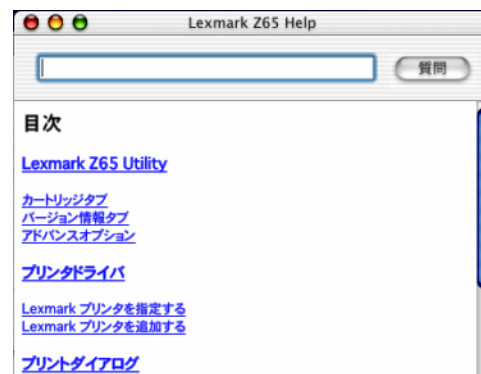 Lexmark Z65 Help
質問
目次
Lexmark Z65 Utility
カートリッジタブ
バージョン情報タブ
アドバンスオプション
プリンタドライバ
Lexmark プリンタを指定する
Lexmark プリンタを追加する
プリントダイアログ